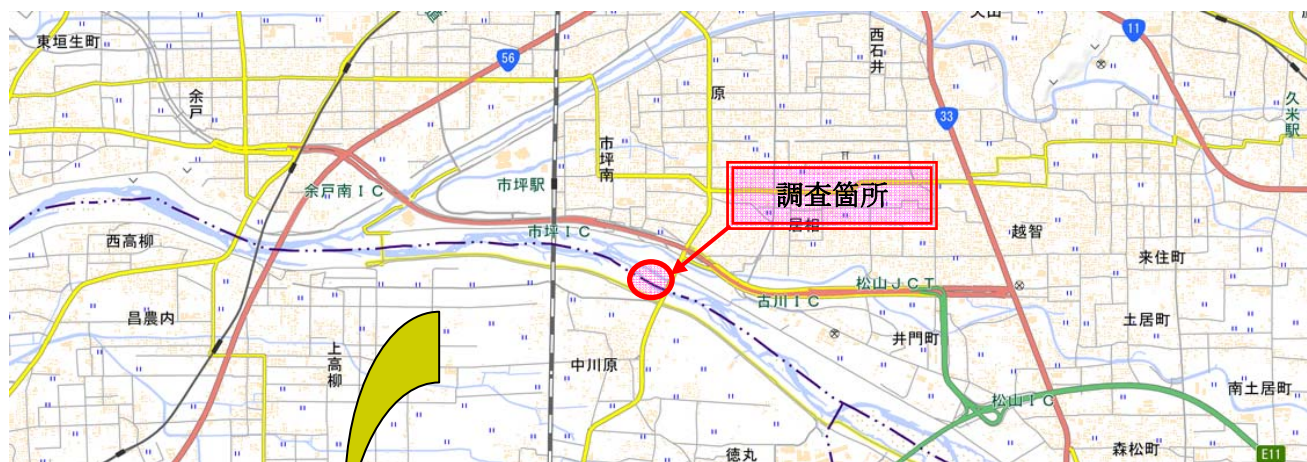 東垣生町
56
余戸
原
西石井
11
久米駅
33
市坪南
余戸南IC
市坪駅
調査箇所
居相
市坪IC
越智
西高柳
来住町
松山JCT
古川IC
昌農内
井門町
土居町
上高柳
中川原
南土居町
松山IC
徳丸
森松町
E11